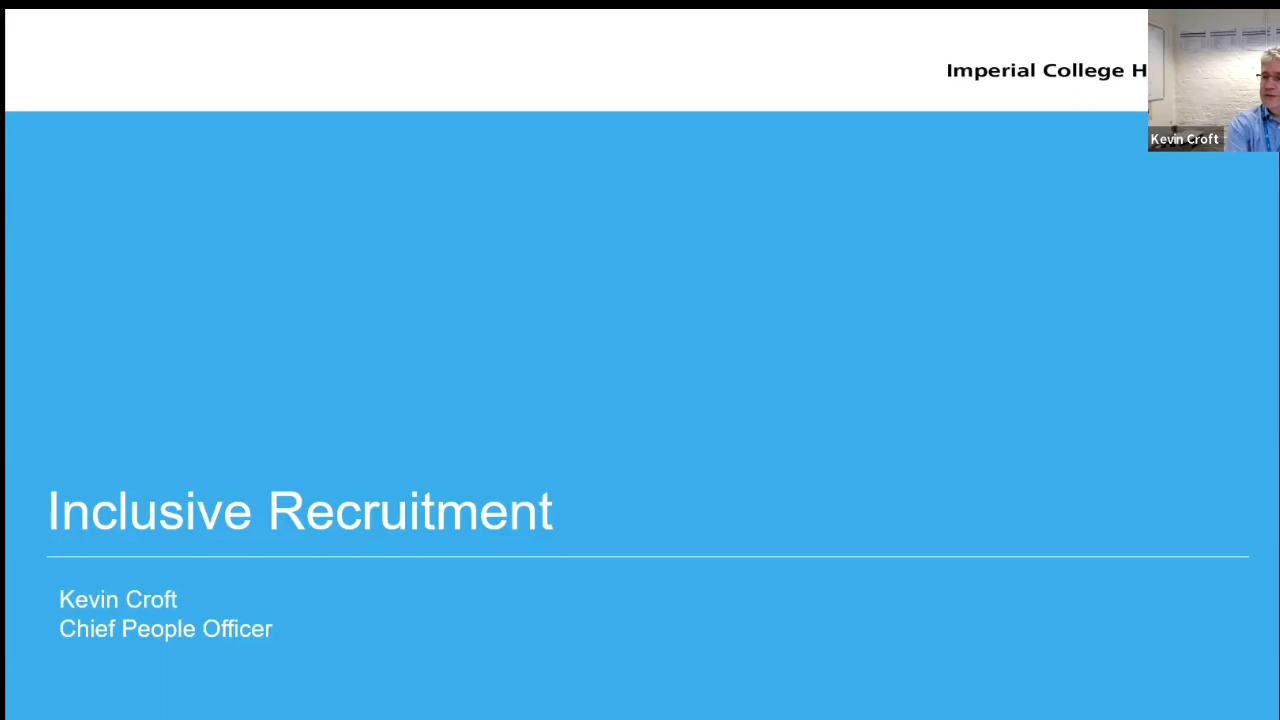 Imperial College H
Kevin Croft
Inclusive Recruitment
Kevin Croft
Chief People Officer